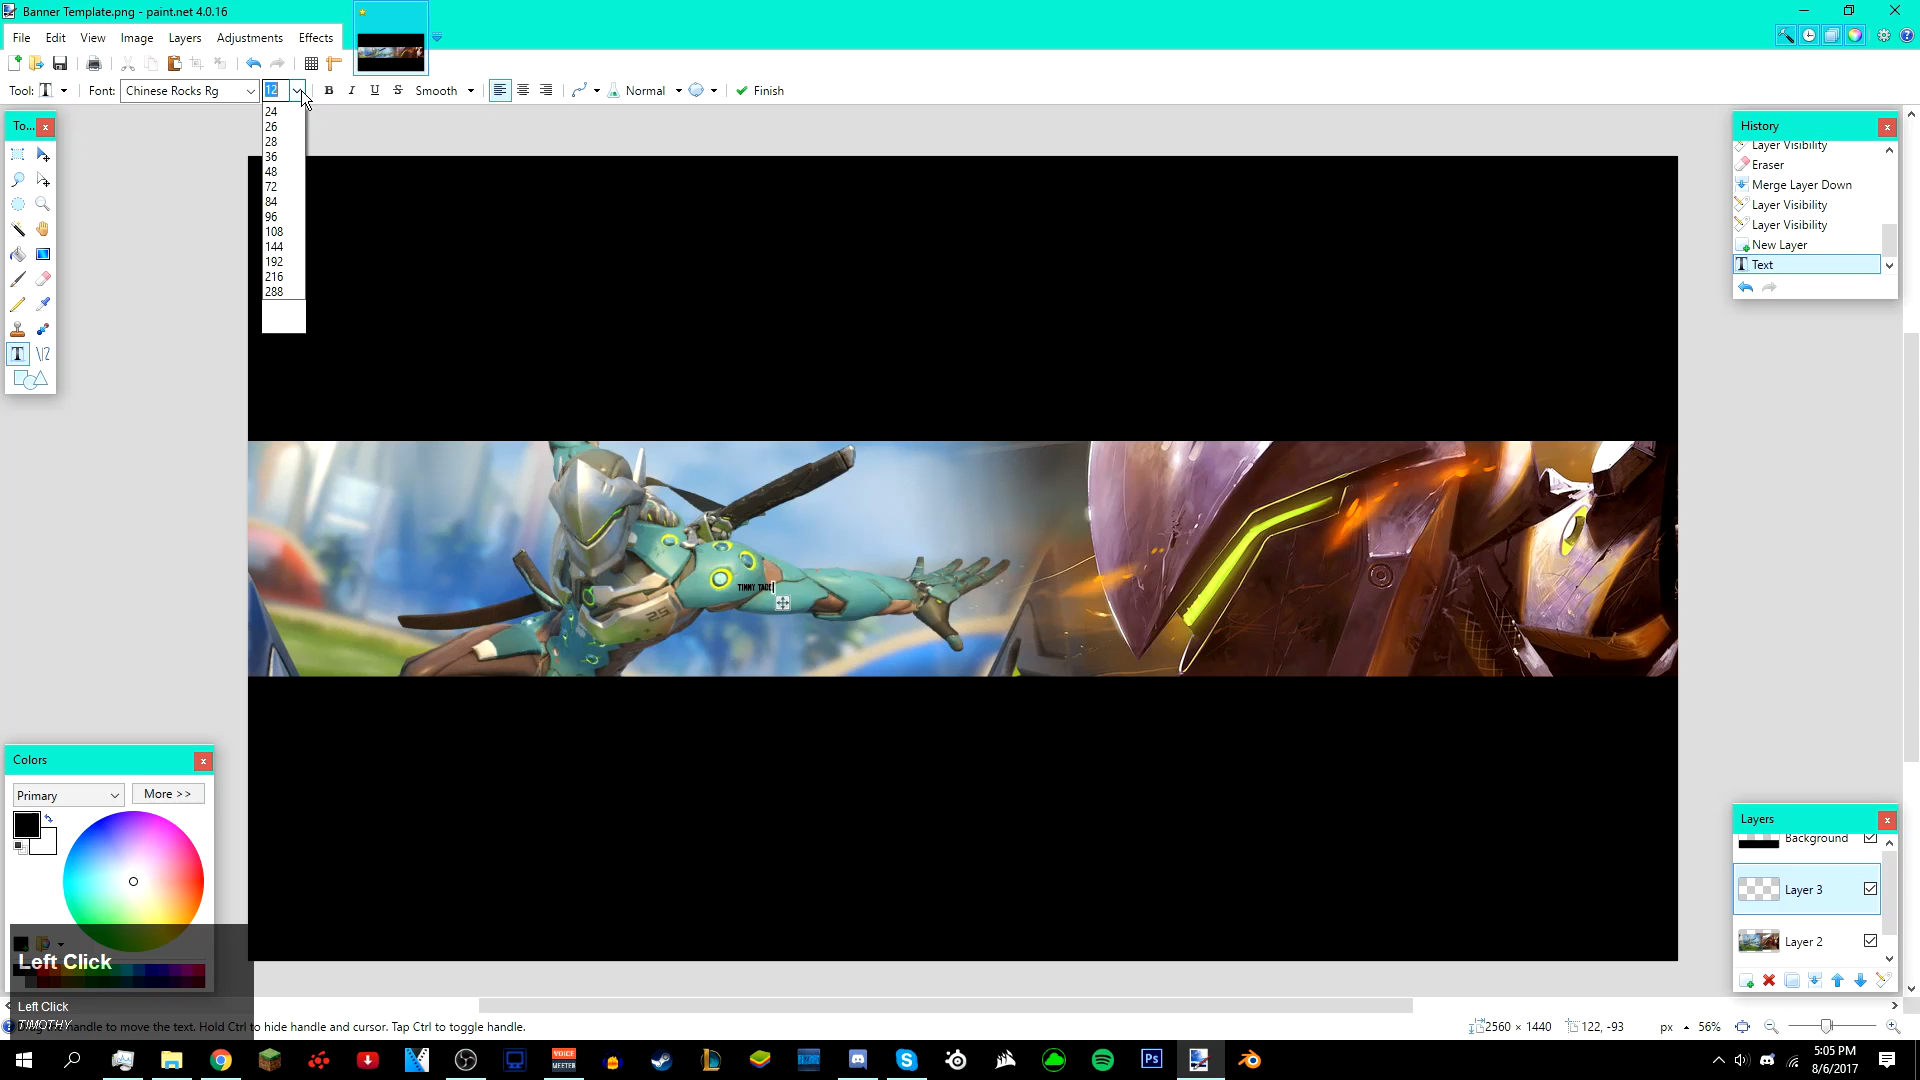 Banner Template.png - paint.net 4.0.16
File Edit View Image Layers Adjustments Effects
Tool: Font: Chinese Rocks Rg 12 B I U S Smooth Normal Finish
24
26
28
36
48
72
84
96
108
144
192
216
288
To...
History
Layer Visibility
Eraser
Merge Layer Down
Layer Visibility
Layer Visibility
New Layer
Text
29
Colors
Primary More >>
Left Click
Left Click
TIMOTHY
Layers
Background
Layer 3
Layer 2
handle to move the text. Hold Ctrl to hide handle and cursor. Tap Ctrl to toggle handle.
2560 × 1440 122, -93 px 56%
VOICE
MEETER
Ps
5:05 PM
8/6/2017